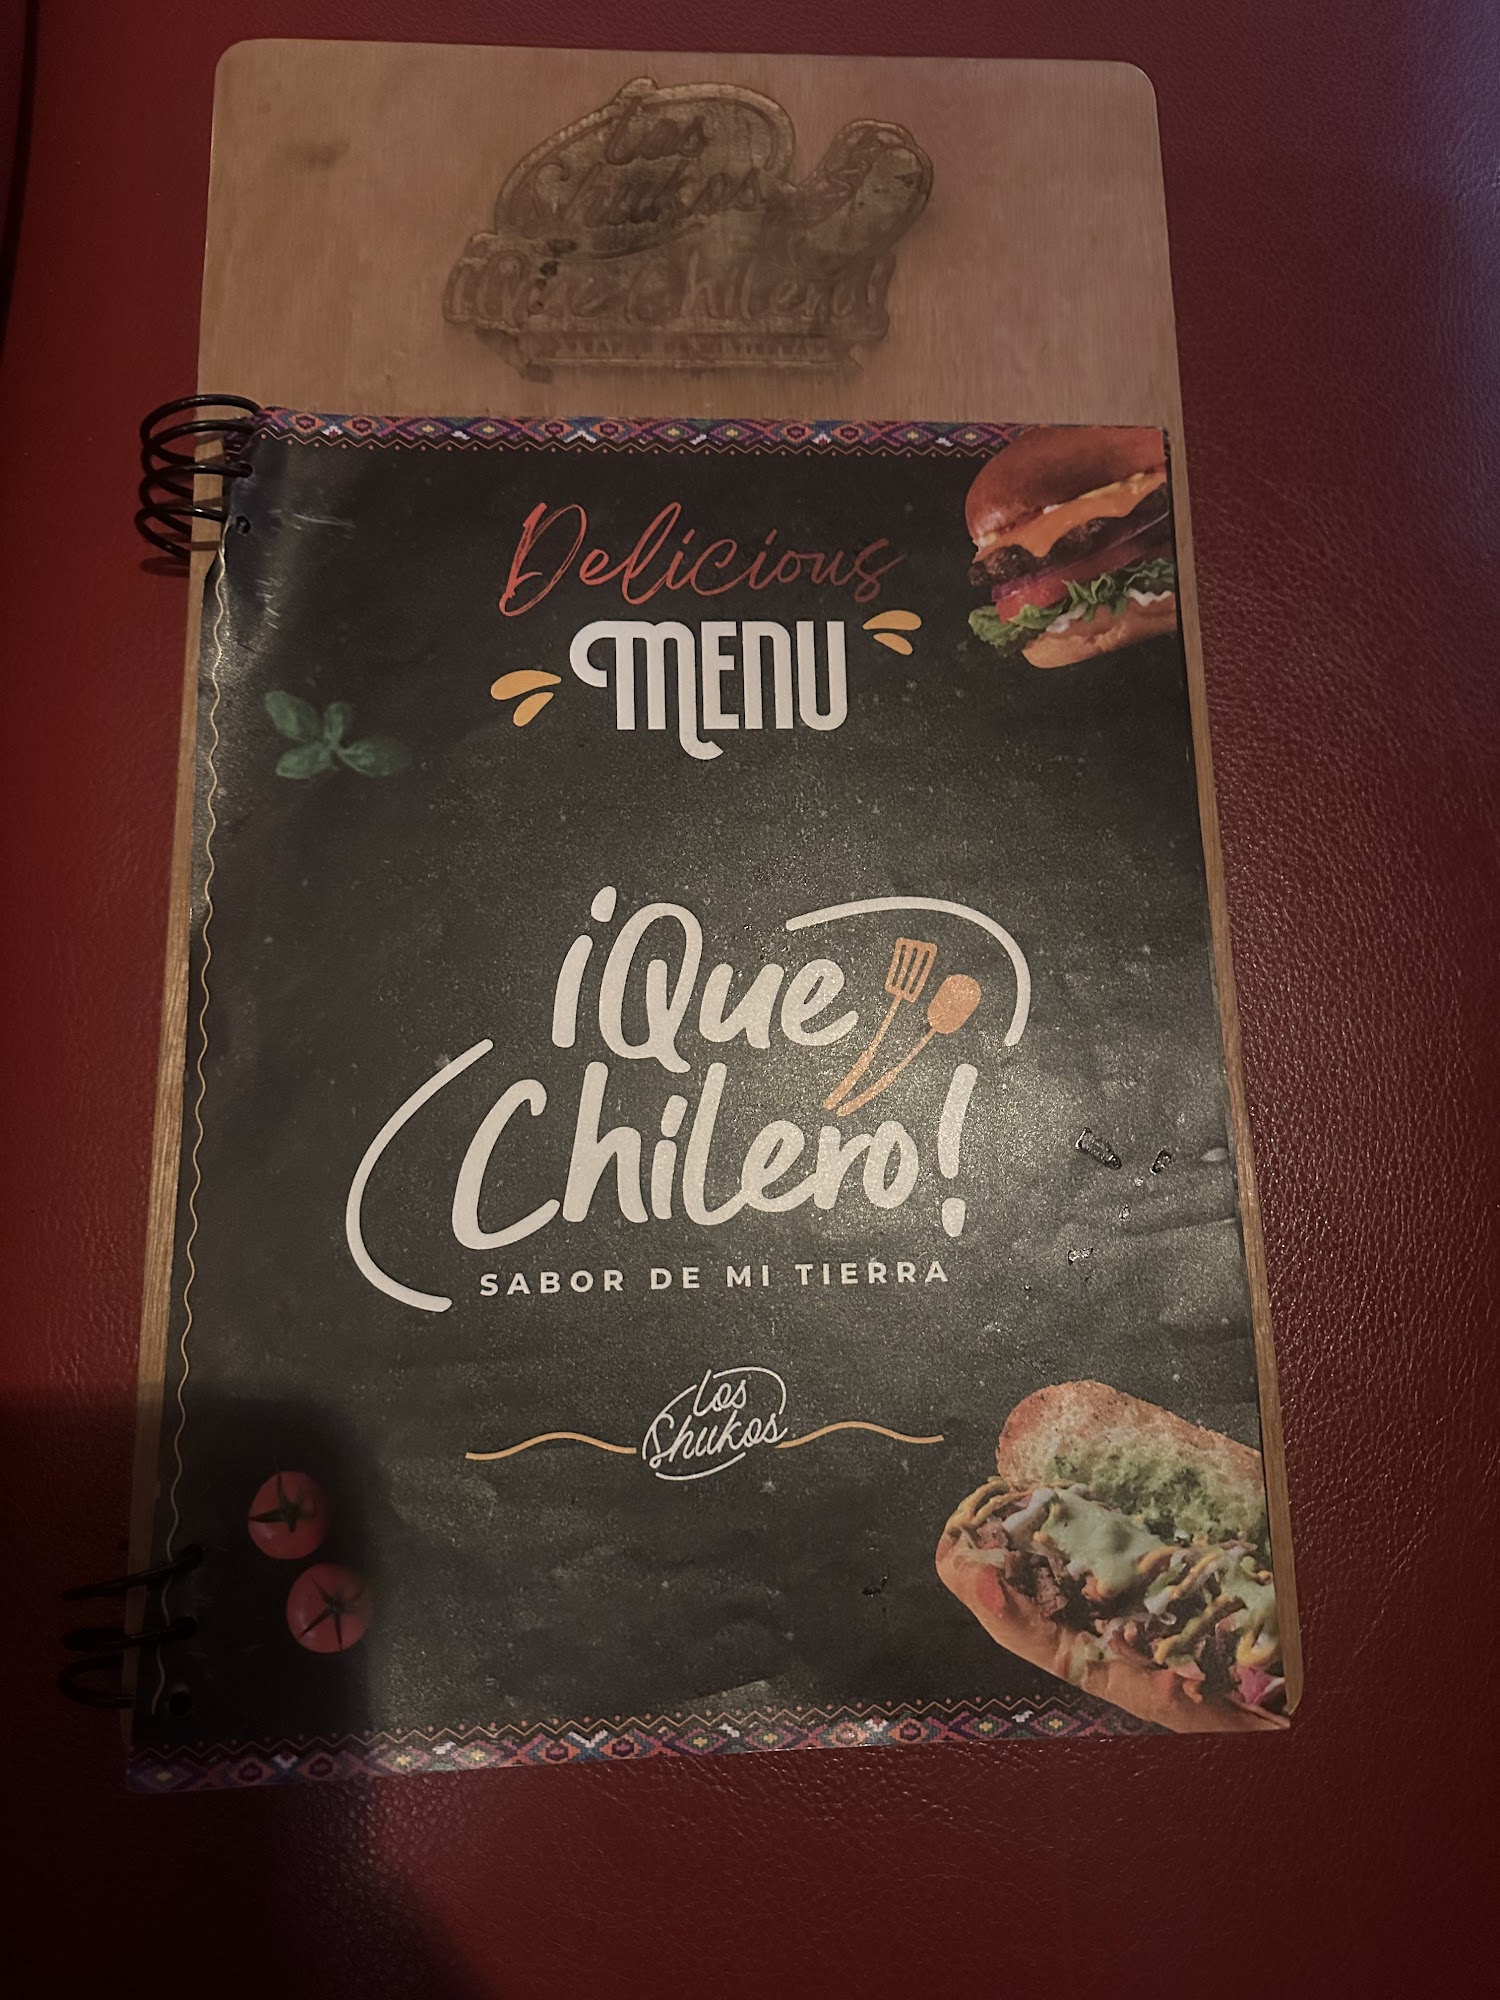 Los
Shukos
¡Que Chilero!
Delicious
MENU
¡Que
Chilero!
SABOR DE MI TIERRA
Los
Shukos